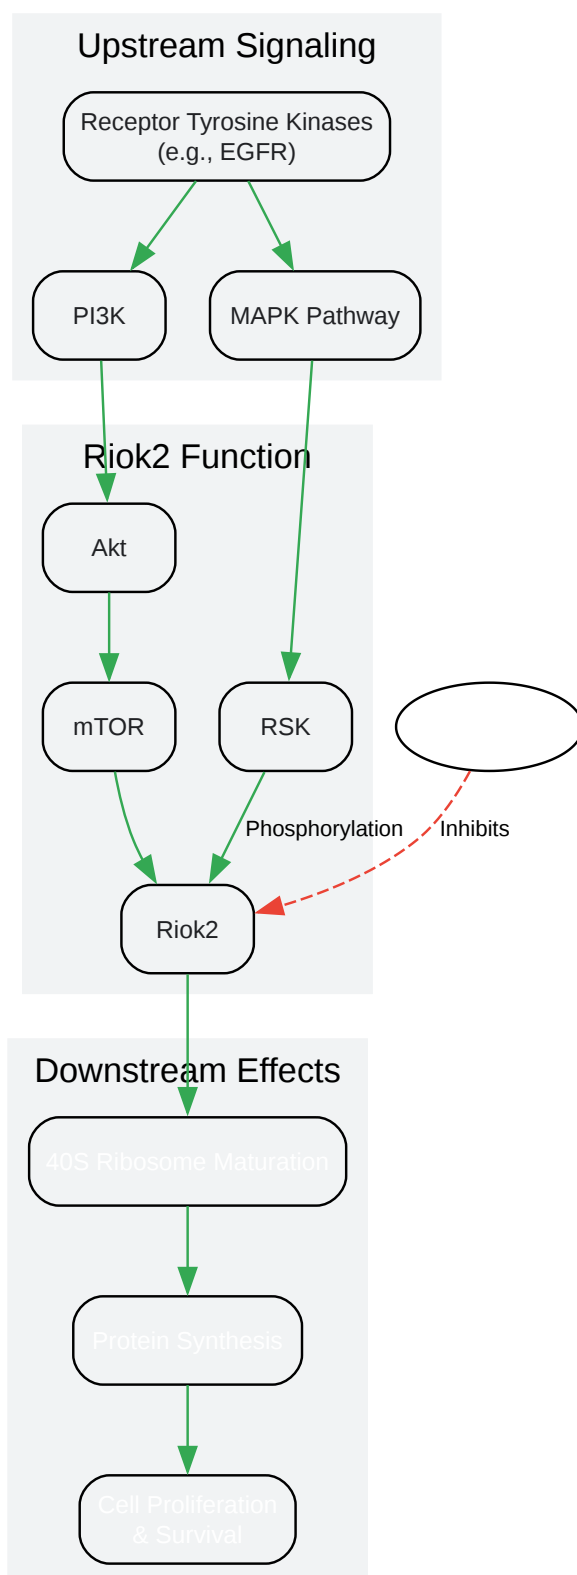 Upstream Signaling
Receptor Tyrosine Kinases
(e.g., EGFR)
PI3K
MAPK Pathway
Riok2 Function
Akt
mTOR
RSK
Phosphorylation
Inhibits
Riok2
Downstream Effects
40S Ribosome Maturation
Protein Synthesis
Cell Proliferation
& Survival